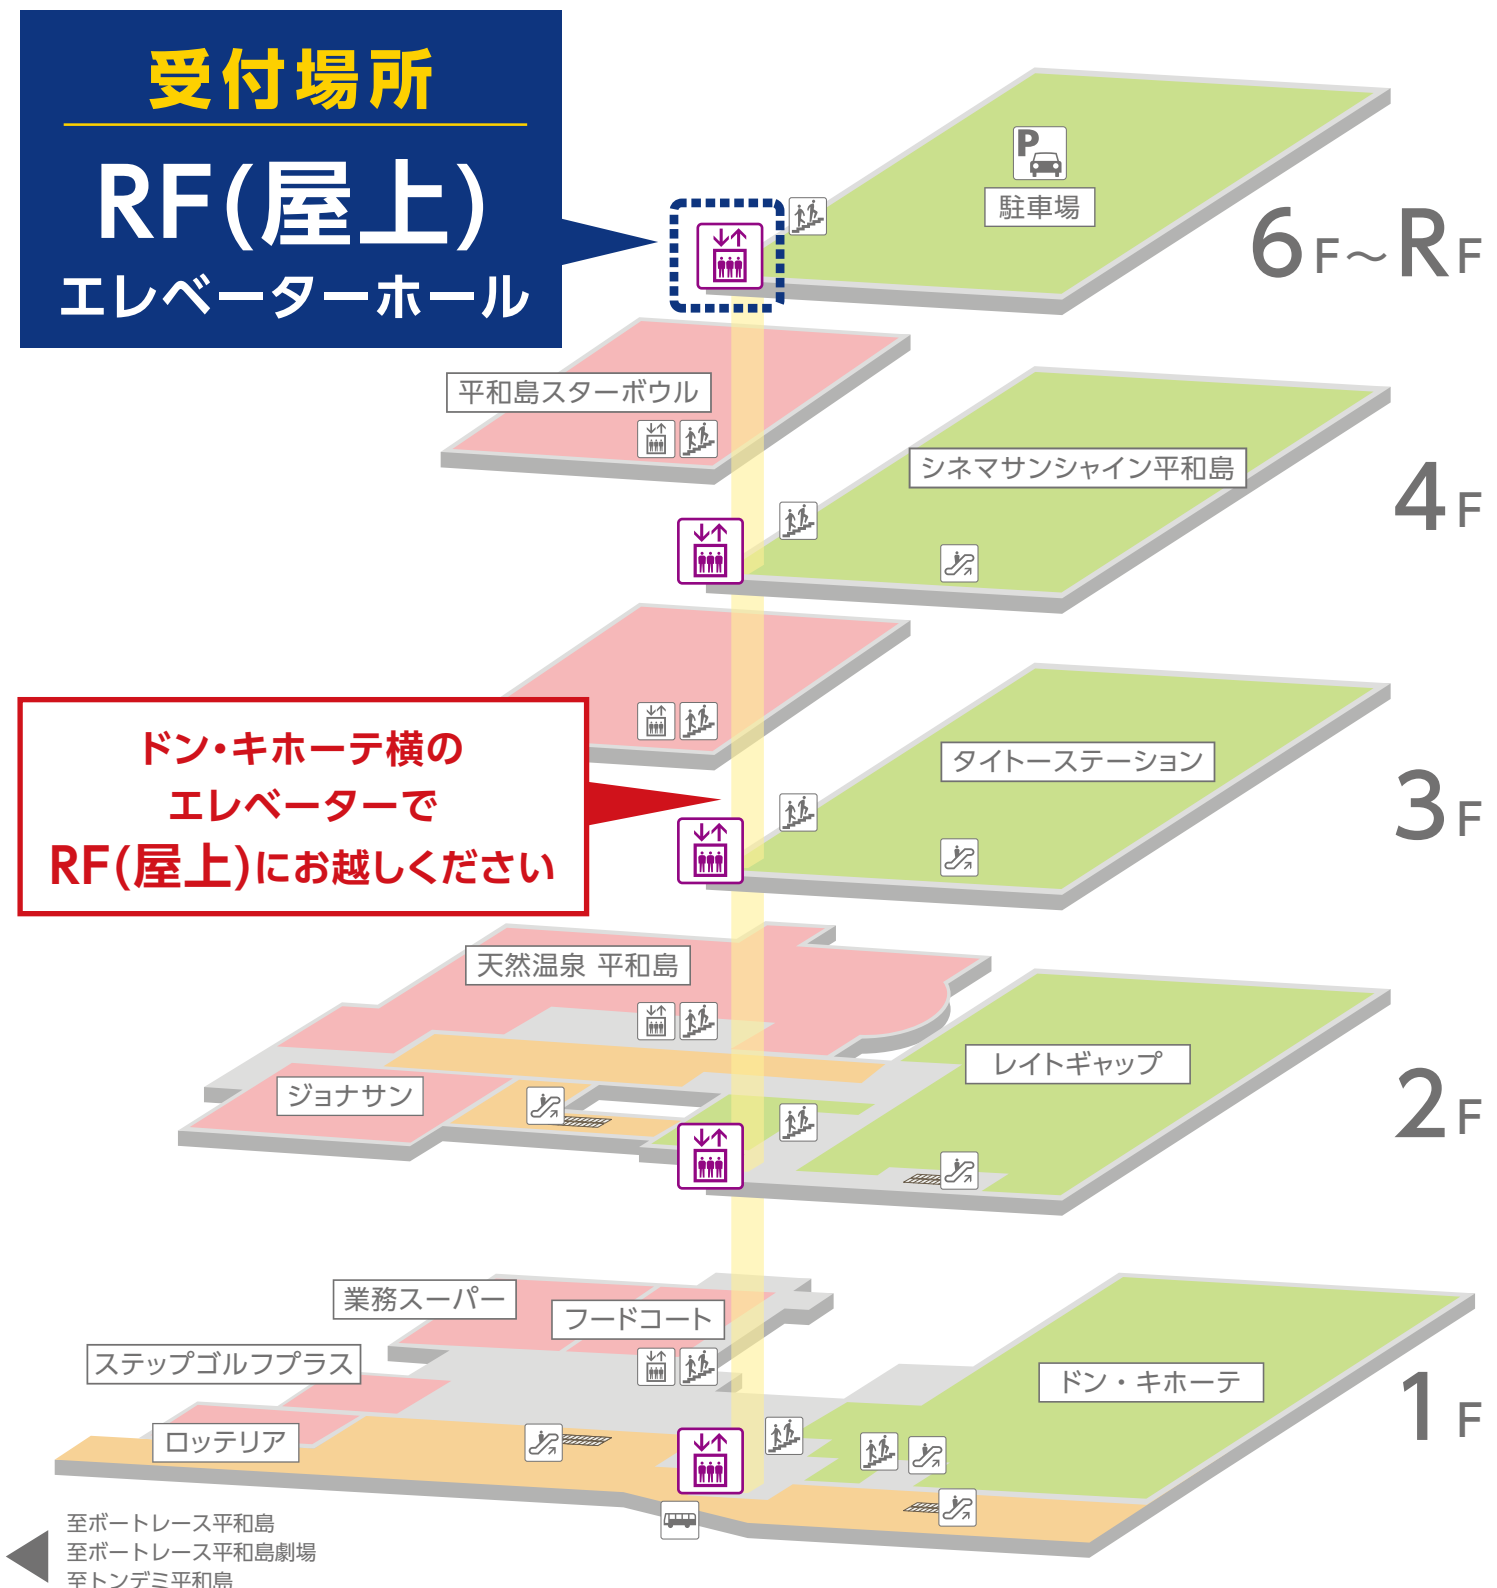 受付場所
RF(屋上)
エレベーターホール
P
駐車場
6F～RF
平和島スターボウル
シネマサンシャイン平和島
4F
ドン・キホーテ横の
エレベーターで
RF(屋上)にお越しください
タイトーステーション
3F
天然温泉 平和島
レイトギャップ
ジョナサン
2F
業務スーパー
フードコート
ステップゴルフプラス
ドン・キホーテ
ロッテリア
1F
至ボートレース平和島
至ボートレース平和島劇場
至トンデミ平和島